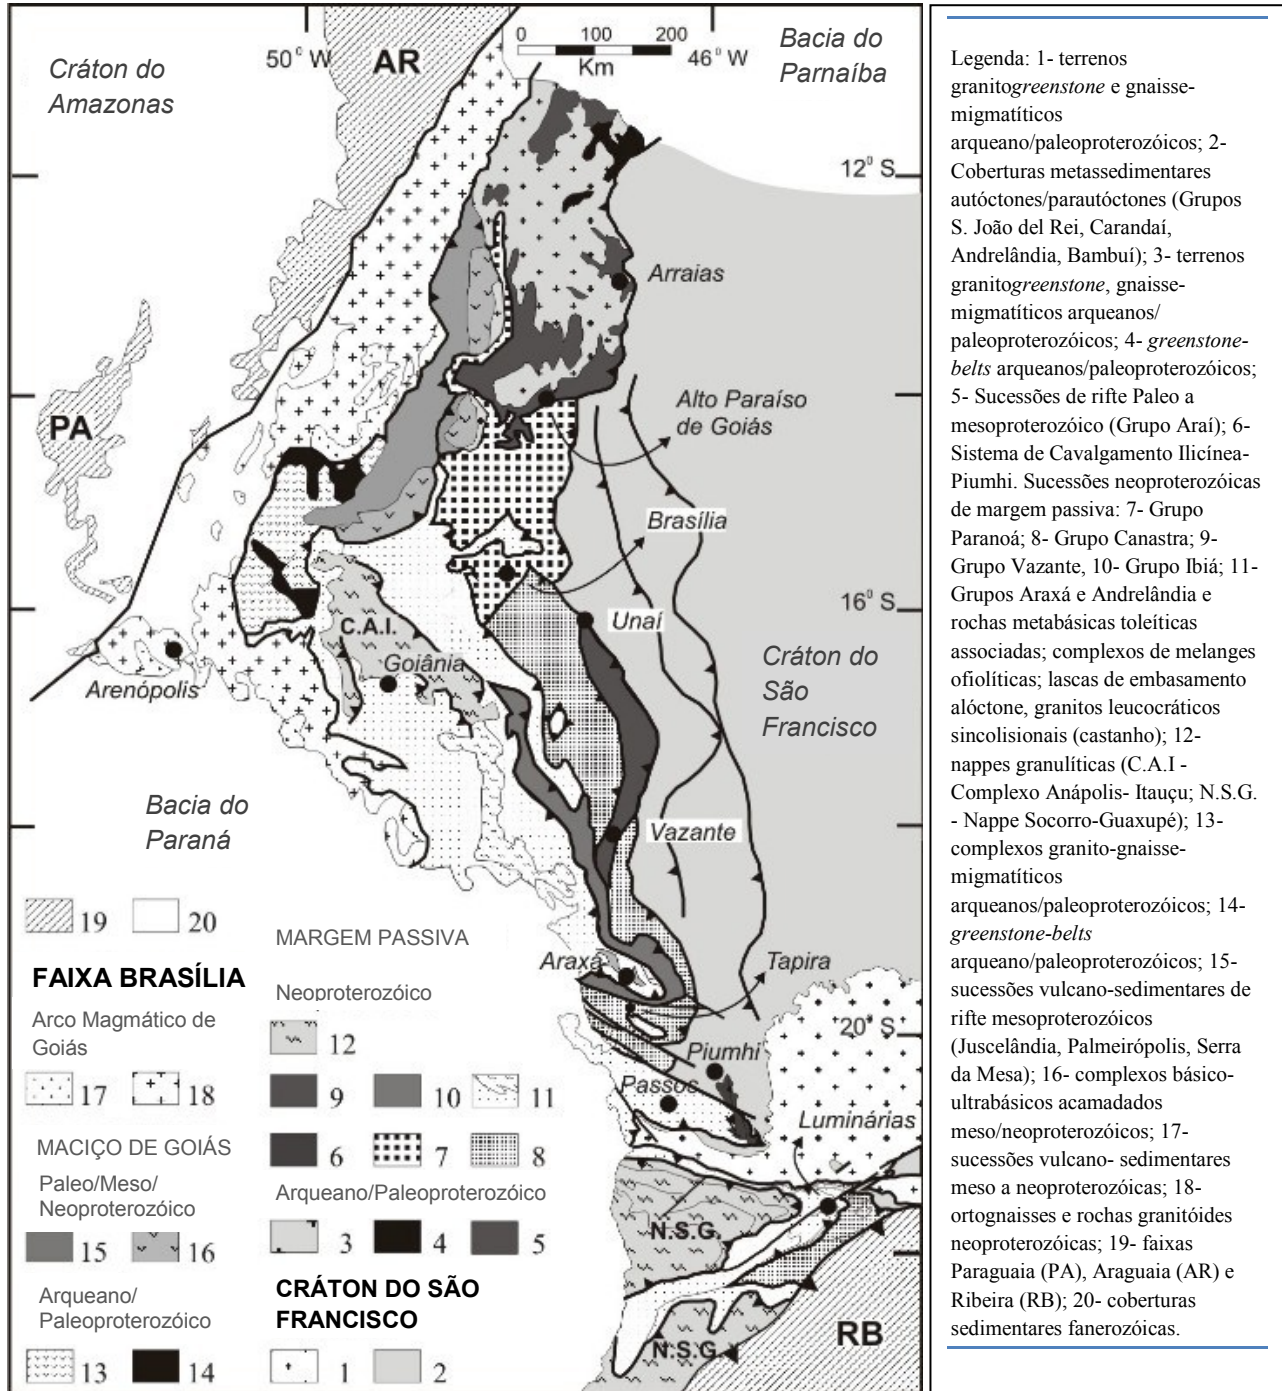 Cráton do
Amazonas
50° W
AR
0 100 200
Km
46° W
Bacia do
Parnaíba
12° S
Arraias
PA
Alto Paraíso
de Goiás
Brasília
16° S
Unaí
C.A.I.
Goiânia
Arenópolis
Cráton do
São
Francisco
Bacia do
Paraná
Vazante
Araxá
Tapira
20° S
Piumhi
Passos
Luminárias
N.S.G.
N.S.G.
RB
19 20
FAIXA BRASÍLIA
Arco Magmático de
Goiás
17 18
MACIÇO DE GOIÁS
Paleo/Meso/
Neoproterozóico
15 16
Arqueano/
Paleoproterozóico
13 14
MARGEM PASSIVA
Neoproterozóico
12
9 10 11
6 7 8
Arqueano/Paleoproterozóico
3 4 5
CRÁTON DO SÃO
FRANCISCO
1 2
Legenda: 1- terrenos
granitogreenstone e gnaisse-
migmatíticos
arqueano/paleoproterozóicos; 2-
Coberturas metassedimentares
autóctones/parautóctones (Grupos
S. João del Rei, Carandaí,
Andrelândia, Bambuí); 3- terrenos
granitogreenstone, gnaisse-
migmatíticos arqueanos/
paleoproterozóicos; 4- greenstone-
belts arqueanos/paleoproterozóicos;
5- Sucessões de rifte Paleo a
mesoproterozóico (Grupo Araí); 6-
Sistema de Cavalgamento Ilicínea-
Piumhi. Sucessões neoproterozóicas
de margem passiva: 7- Grupo
Paranoá; 8- Grupo Canastra; 9-
Grupo Vazante, 10- Grupo Ibiá; 11-
Grupos Araxá e Andrelândia e
rochas metabásicas toleíticas
associadas; complexos de melanges
ofiolíticas; lascas de embasamento
alóctone, granitos leucocráticos
sincolisionais (castanho); 12-
nappes granulíticas (C.A.I -
Complexo Anápolis- Itauçu; N.S.G.
- Nappe Socorro-Guaxupé); 13-
complexos granito-gnaisse-
migmatíticos
arqueanos/paleoproterozóicos; 14-
greenstone-belts
arqueano/paleoproterozóicos; 15-
sucessões vulcano-sedimentares de
rifte mesoproterozóicos
(Juscelândia, Palmeirópolis, Serra
da Mesa); 16- complexos básico-
ultrabásicos acamadados
meso/neoproterozóicos; 17-
sucessões vulcano- sedimentares
meso a neoproterozóicas; 18-
ortognaisses e rochas granitóides
neoproterozóicas; 19- faixas
Paraguaia (PA), Araguaia (AR) e
Ribeira (RB); 20- coberturas
sedimentares fanerozóicas.